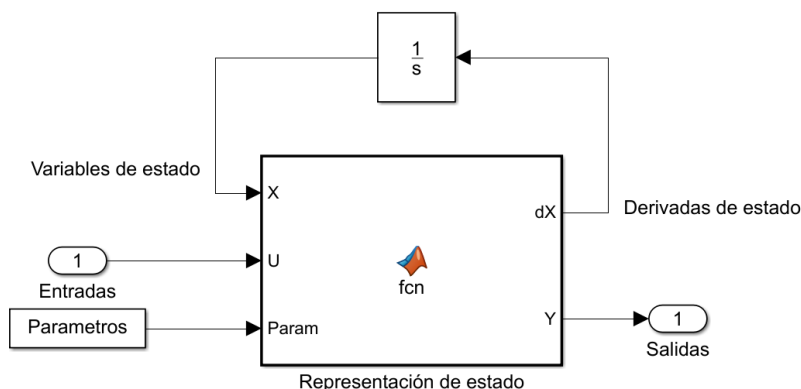 1
s
Variables de estado
X
dX
Derivadas de estado
1
U
fcn
Entradas
Parametros
Param
Y
1
Salidas
Representación de estado